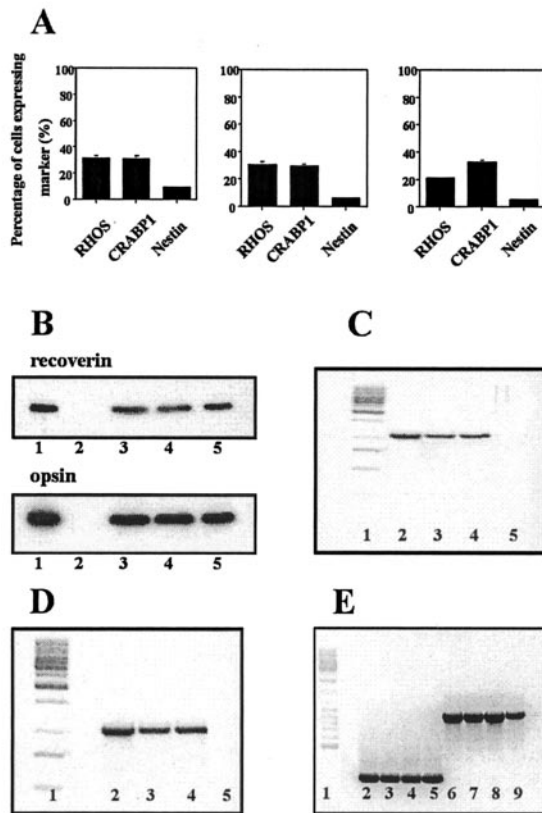 A
Percentage of cells expressing
marker (%)
100
80
60
40
20
0
RHOS
CRABP1
Nestin
100
80
60
40
20
0
RHOS
CRABP1
Nestin
100
80
60
40
20
0
RHOS
CRABP1
Nestin
B
recoverin
1 2 3 4 5
opsin
1 2 3 4 5
C
1 2 3 4 5
D
1 2 3 4 5
E
1 2 3 4 5 6 7 8 9